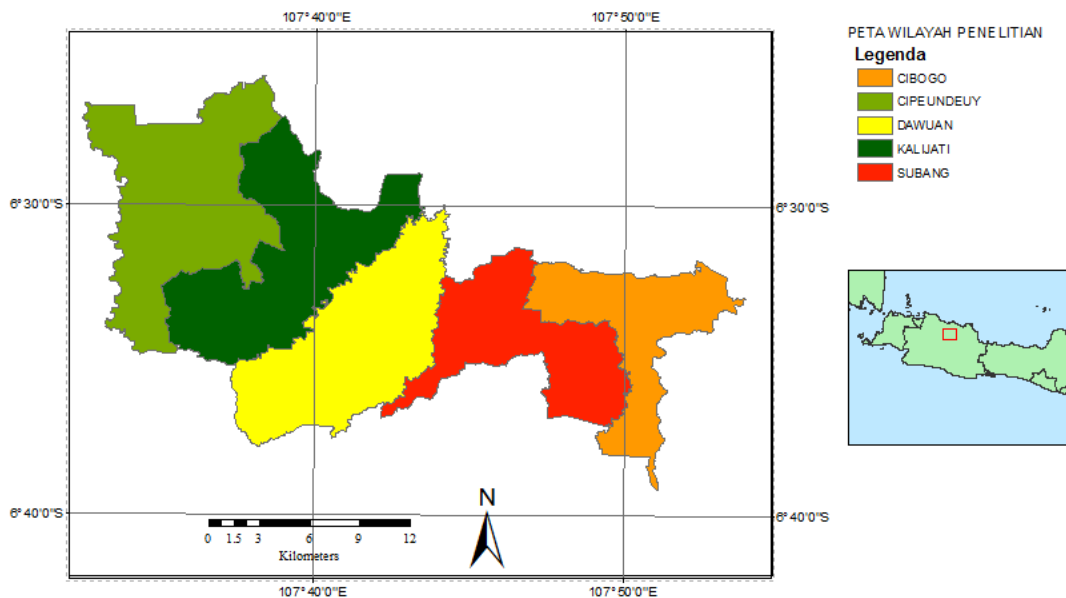 107°40'0"E 107°50'0"E
PETA WILAYAH PENELITIAN
Legenda
CIBOGO
CIPEUNDEUY
DAWUAN
KALIJATI
SUBANG
6°30'0"S 6°30'0"S
6°40'0"S 6°40'0"S
0 1.5 3 6 9 12
Kilometers
N
107°40'0"E 107°50'0"E